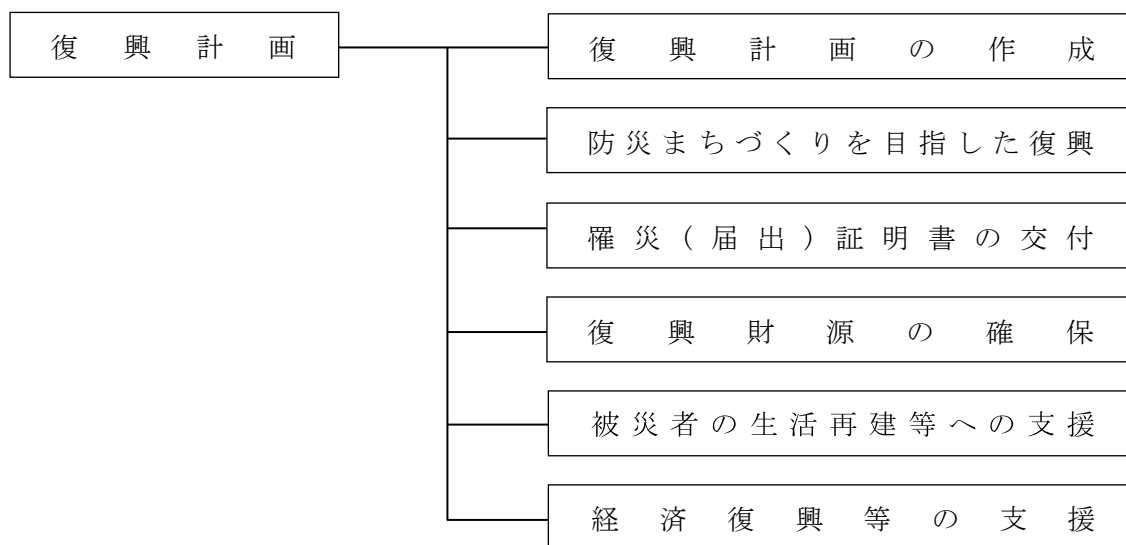 復興計画
復興計画の作成
防災まちづくりを目指した復興
罹災（届出）証明書の交付
復興財源の確保
被災者の生活再建等への支援
経済復興等の支援